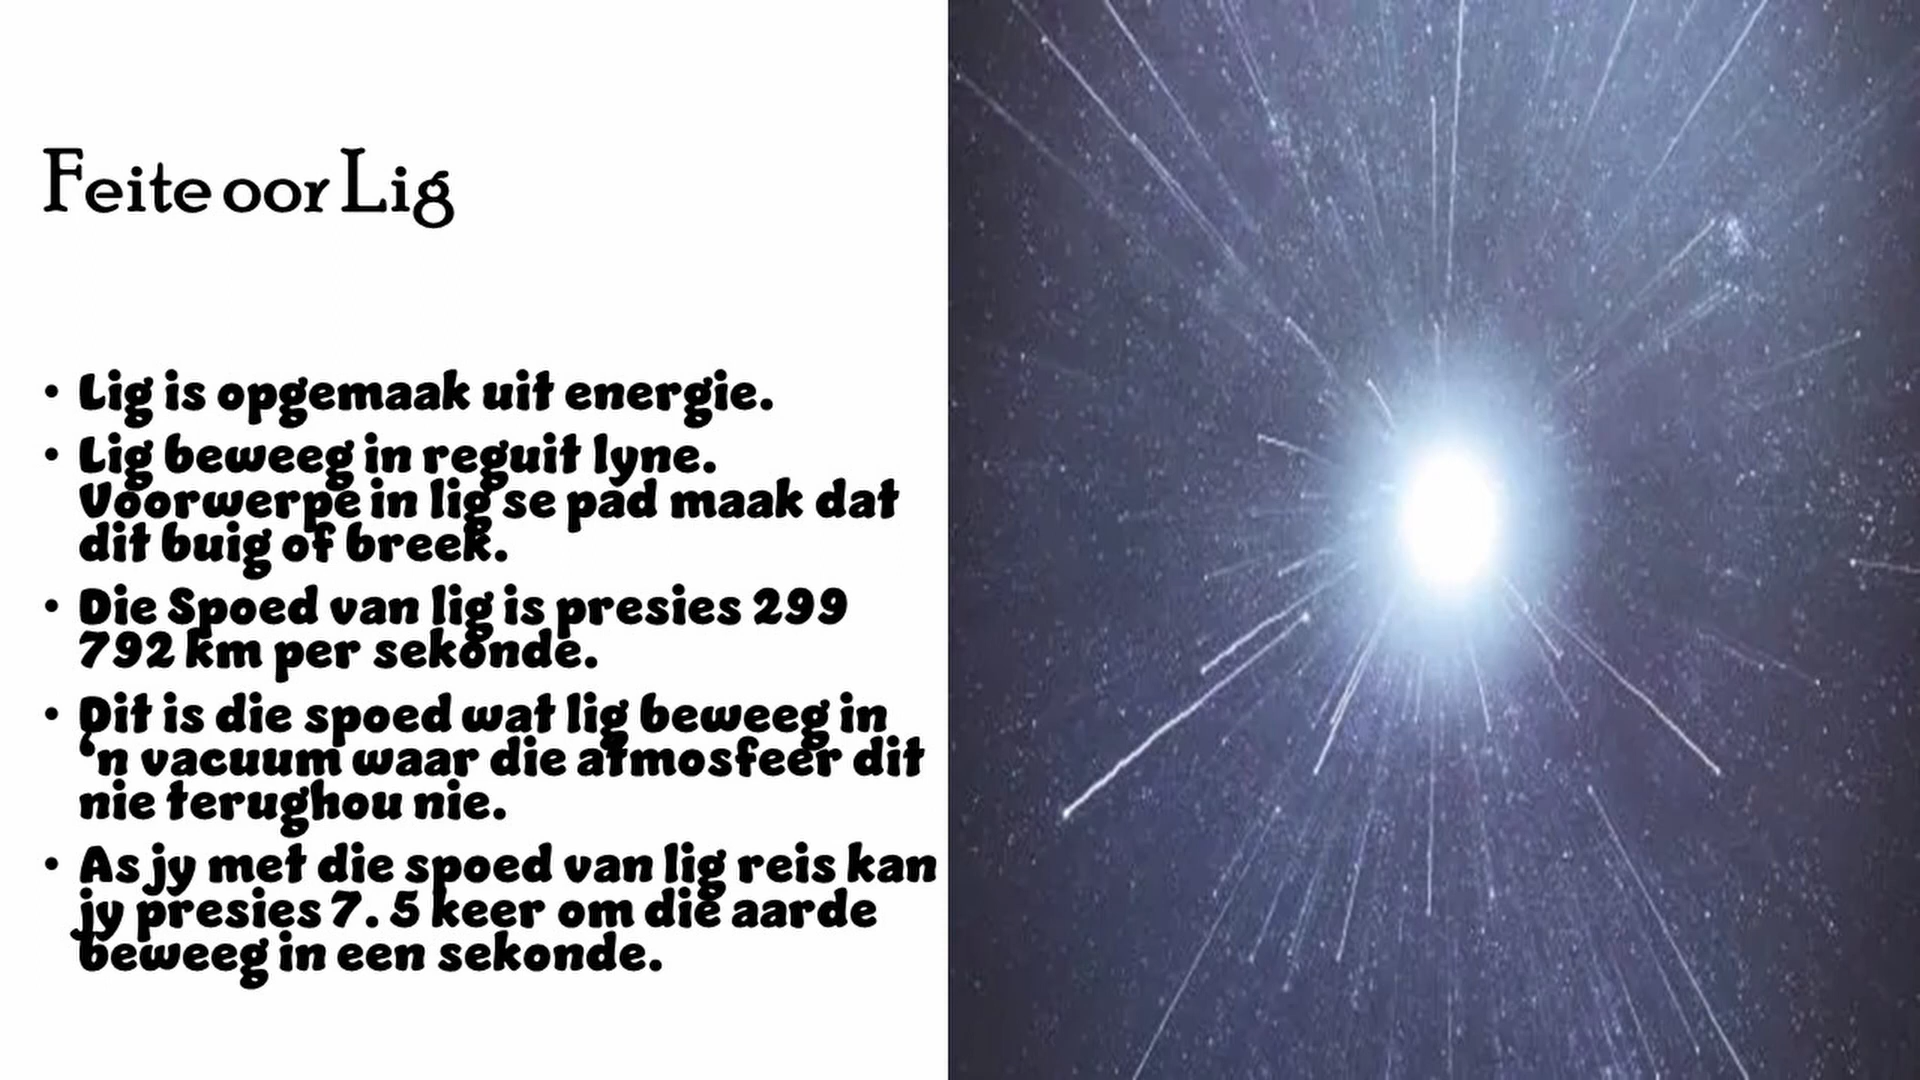 Feite oor Lig
• Lig is opgemaak uit energie.
• Lig beweeg in reguit lyne.
Voorwerpe in lig se pad maak dat
dit buig of breek.
• Die Spoed van lig is presies 299
792 km per sekonde.
• Dit is die spoed wat lig beweeg in
‘n vacuum waar die atmosfeer dit
nie terughou nie.
• As jy met die spoed van lig reis kan
jy presies 7. 5 keer om die aarde
beweeg in een sekonde.